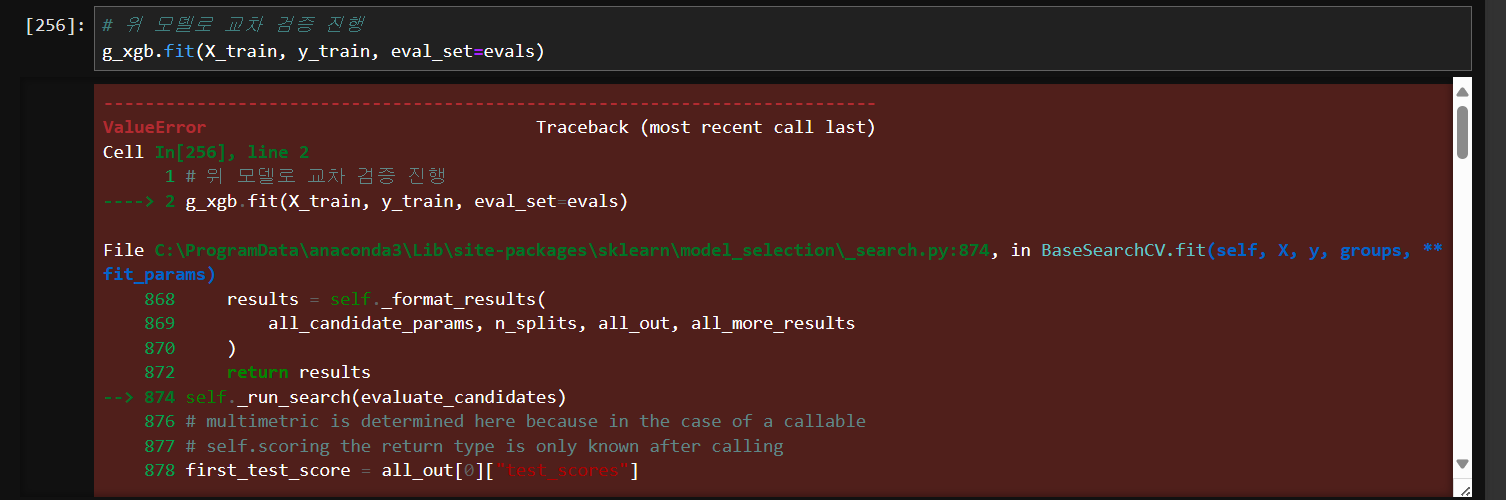 [256]:
# 위 모델로 교차 검증 진행
g_xgb.fit(X_train, y_train, eval_set=evals)
---------------------------------------------------------------------------
ValueError                                Traceback (most recent call last)
Cell In[256], line 2
      1 # 위 모델로 교차 검증 진행
----> 2 g_xgb.fit(X_train, y_train, eval_set=evals)
File C:\ProgramData\anaconda3\Lib\site-packages\sklearn\model_selection\_search.py:874, in BaseSearchCV.fit(self, X, y, groups, **
fit_params)
    868     results = self._format_results(
    869         all_candidate_params, n_splits, all_out, all_more_results
    870     )
    872     return results
--> 874 self._run_search(evaluate_candidates)
    876 # multimetric is determined here because in the case of a callable
    877 # self.scoring the return type is only known after calling
    878 first_test_score = all_out[0]["test_scores"]